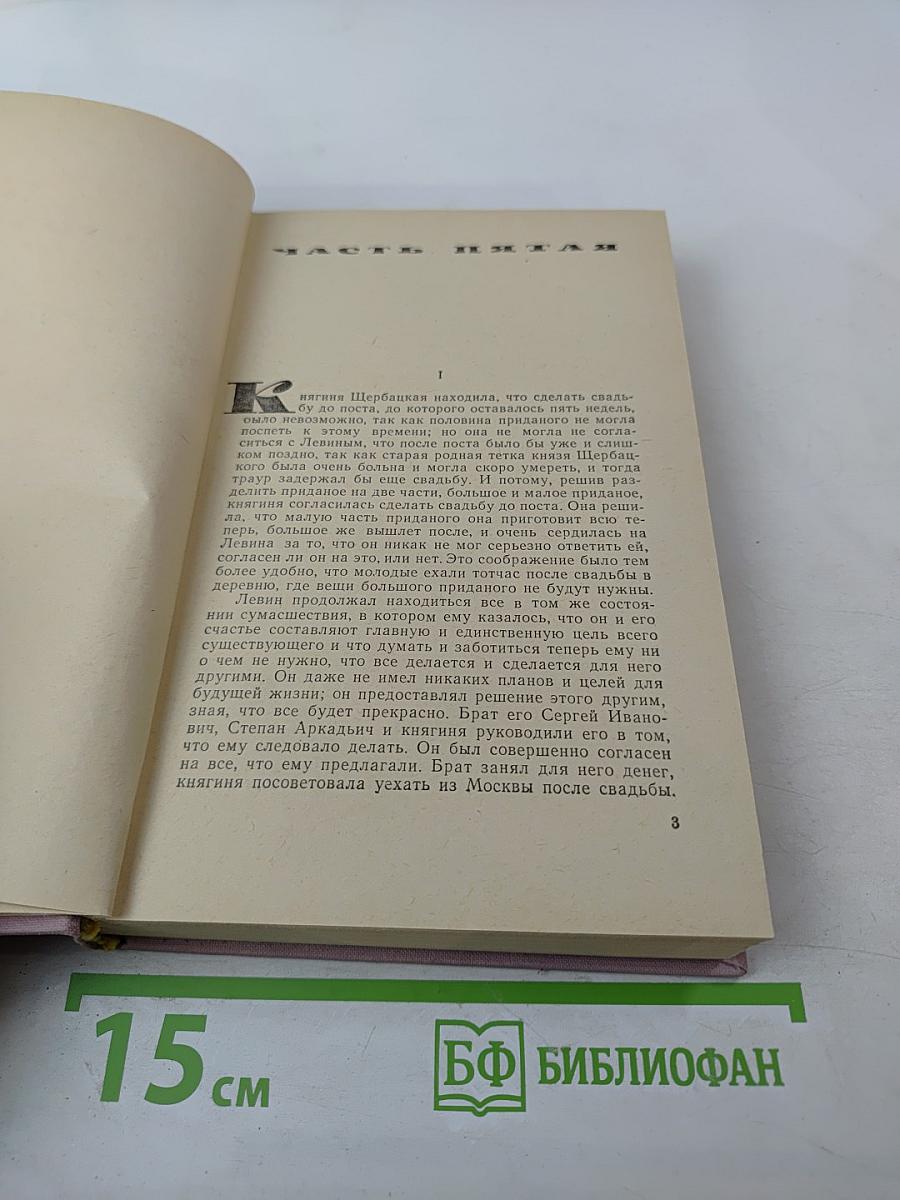 ЧАСТЬ ПЯТАЯ
I
Княгиня Щербацкая находила, что сделать свадь-
бу до поста, до которого оставалось пять недель,
было невозможно, так как половина приданого не могла
поспеть к этому времени; но она не могла не согла-
ситься с Левиным, что после поста было бы уже и слиш-
ком поздно, так как старая родная тетка князя Щербац-
кого была очень больна и могла скоро умереть, и тогда
траур задержал бы еще свадьбу. И потому, решив раз-
делить приданое на две части, большое и малое приданое,
княгиня согласилась сделать свадьбу до поста. Она реши-
ла, что малую часть приданого она приготовит всю те-
перь, большое же вышлет после, и очень сердилась на
Левина за то, что он никак не мог серьезно ответить ей,
согласен ли он на это, или нет. Это соображение было тем
более удобно, что молодые ехали тотчас после свадьбы в
деревню, где вещи большого приданого не будут нужны.
Левин продолжал находиться все в том же состоя-
нии сумасшествия, в котором ему казалось, что он и его
счастье составляют главную и единственную цель всего
существующего и что думать и заботиться теперь ему ни
о чем не нужно, что все делается и сделается для него
другими. Он даже не имел никаких планов и целей для
будущей жизни; он предоставлял решение этого другим,
зная, что все будет прекрасно. Брат его Сергей Ивано-
вич, Степан Аркадьич и княгиня руководили его в том,
что ему следовало делать. Он был совершенно согласен
на все, что ему предлагали. Брат занял для него денег,
княгиня посоветовала уехать из Москвы после свадьбы.
3
15 см
БФ БИБЛИОФАН